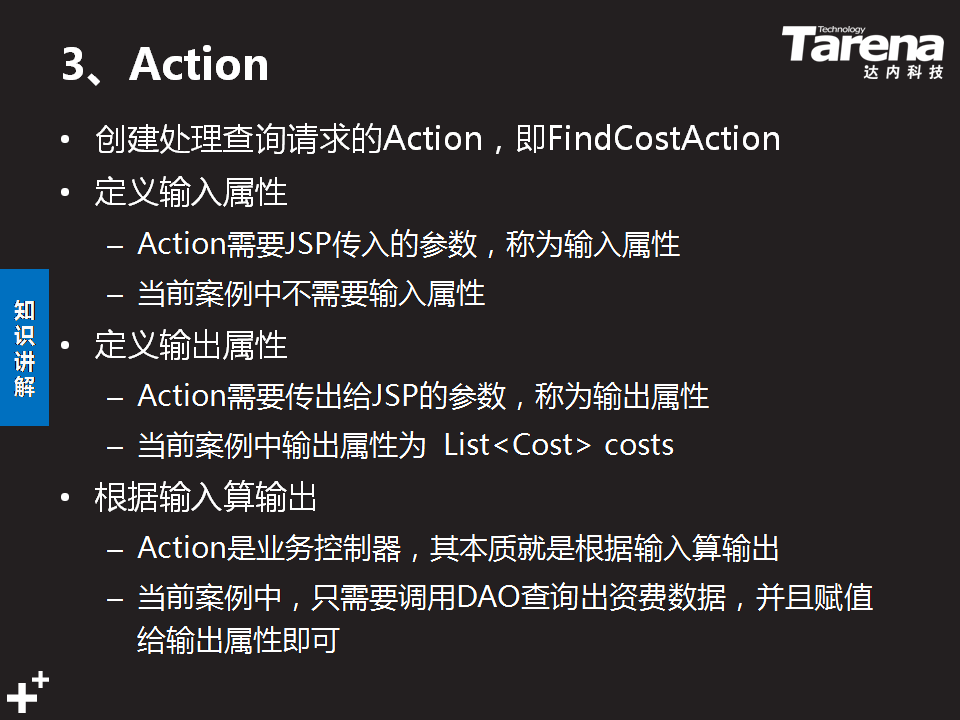 3、Action
Technology
Tarena
达内科技
• 创建处理查询请求的Action，即FindCostAction
• 定义输入属性
– Action需要JSP传入的参数，称为输入属性
– 当前案例中不需要输入属性
知识讲解
• 定义输出属性
– Action需要传出给JSP的参数，称为输出属性
– 当前案例中输出属性为 List<Cost> costs
• 根据输入算输出
– Action是业务控制器，其本质就是根据输入算输出
– 当前案例中，只需要调用DAO查询出资费数据，并且赋值
给输出属性即可